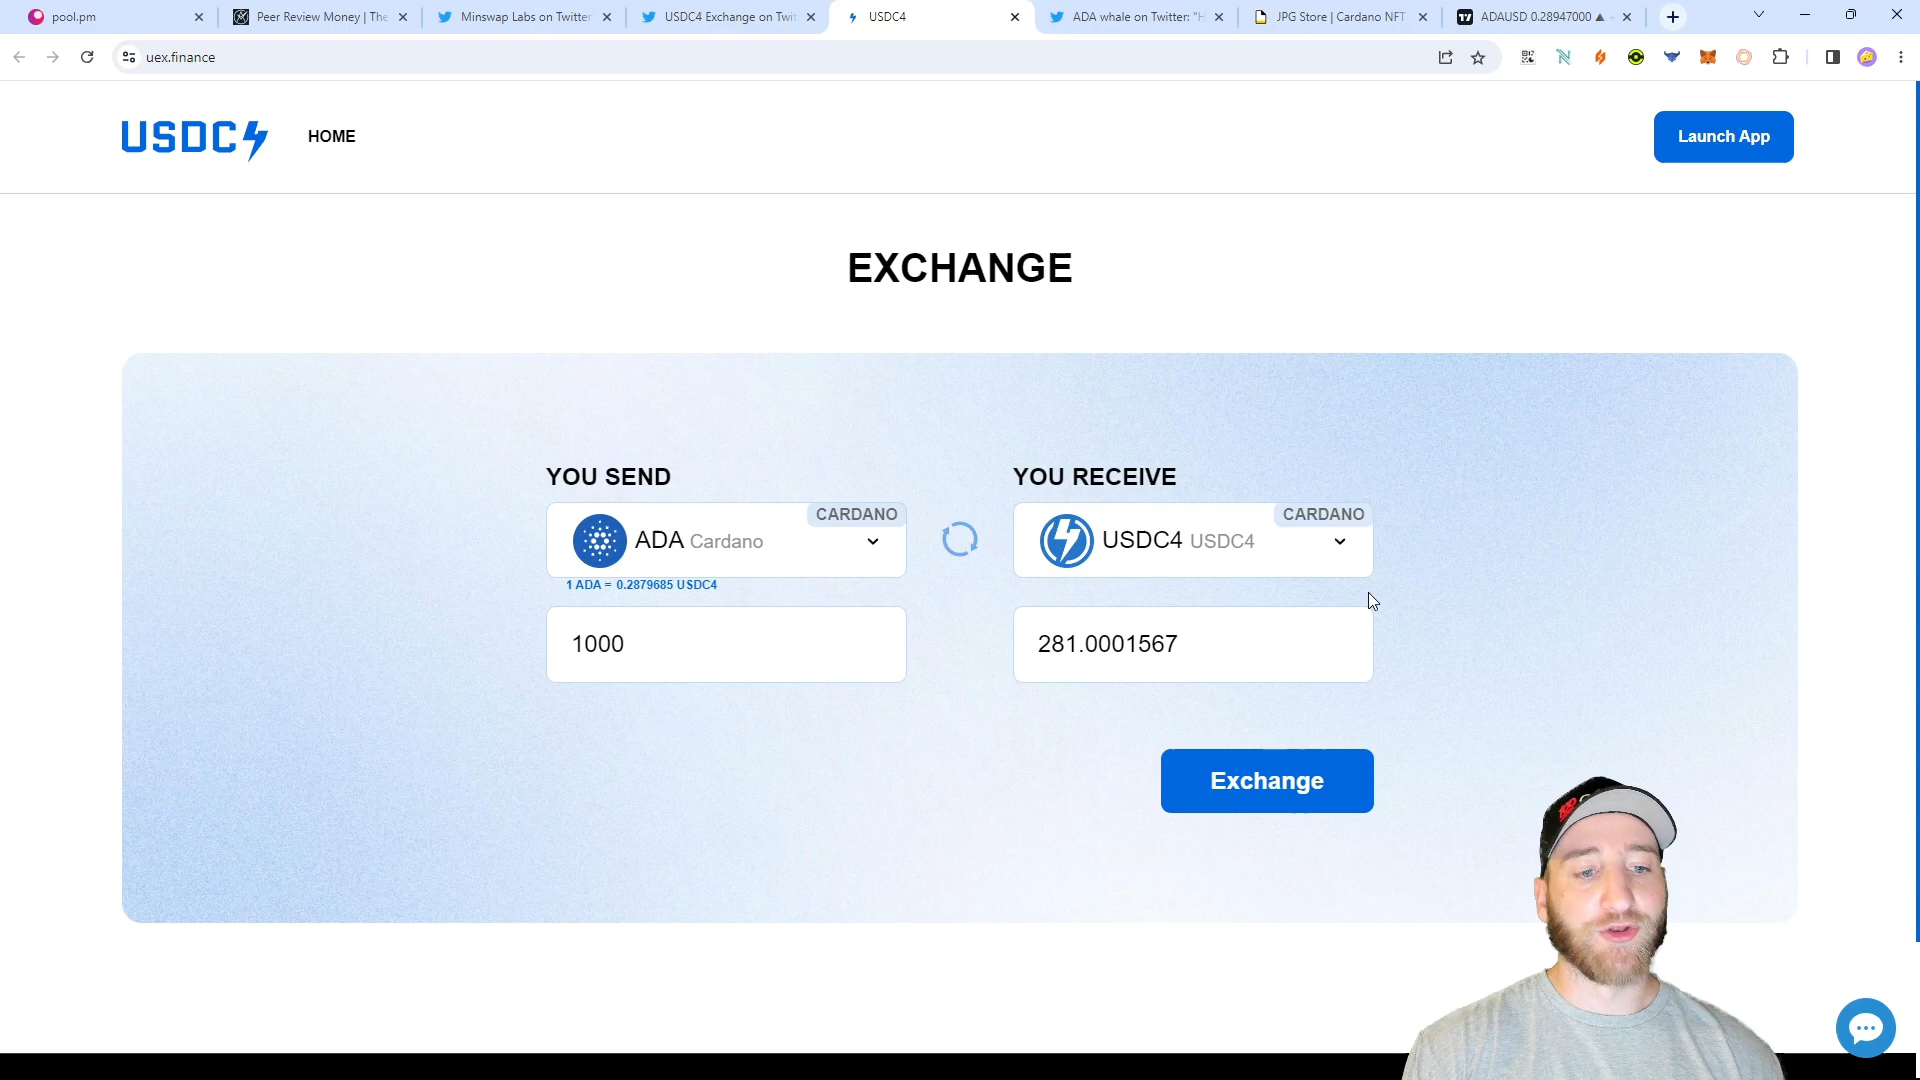 pool.pm
Peer Review Money | The
Minswap Labs on Twitter
USDC4 Exchange on Twit
USDC4
ADA whale on Twitter: "H
JPG Store | Cardano NFT
ADAUSD 0.28947000 ▲
uex.finance
USDC
HOME
Launch App
EXCHANGE
YOU SEND
YOU RECEIVE
CARDANO
CARDANO
ADA Cardano
USDC4 USDC4
1 ADA = 0.2879685 USDC4
1000
281.0001567
Exchange